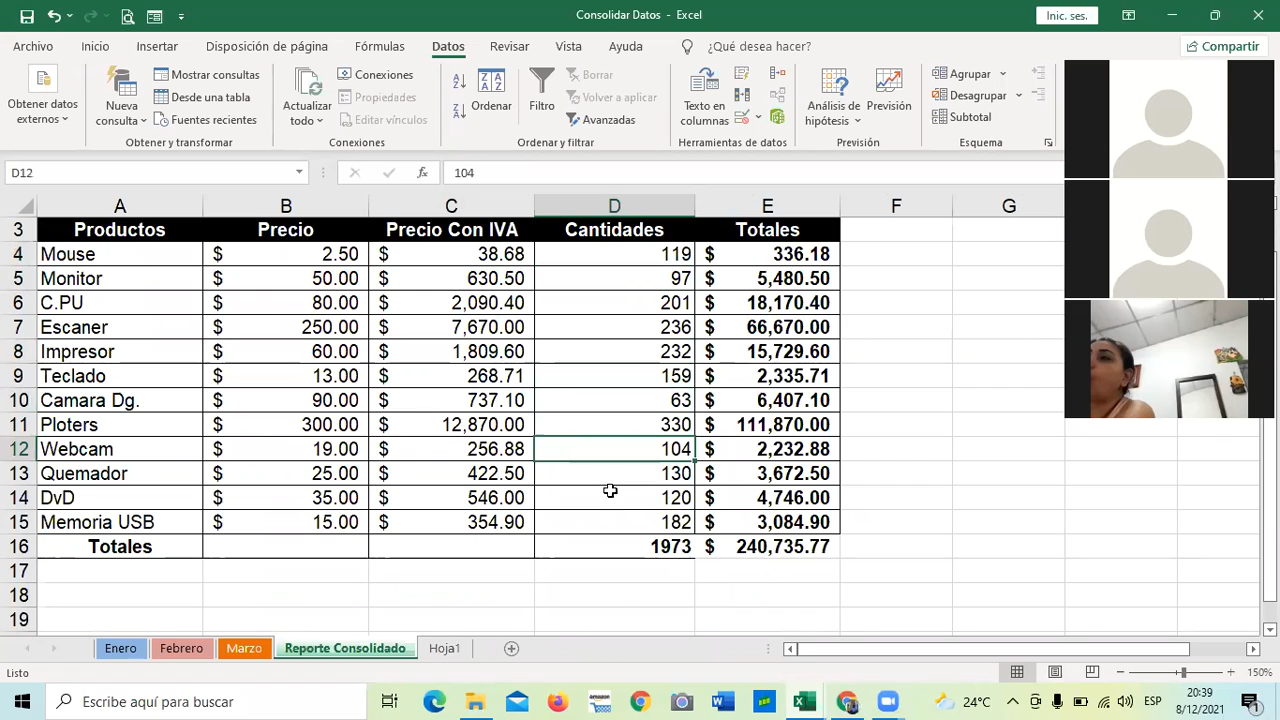 Consolidar Datos - Excel
Inic. ses.
Archivo Inicio Insertar Disposición de página Fórmulas Datos Revisar Vista Ayuda ¿Qué desea hacer? Compartir
Obtener datos externos
Nueva consulta
Mostrar consultas
Desde una tabla
Fuentes recientes
Obtener y transformar
Actualizar todo
Conexiones
Propiedades
Editar vínculos
Conexiones
Ordenar
Filtro
Borrar
Volver a aplicar
Avanzadas
Ordenar y filtrar
Texto en columnas
Herramientas de datos
Análisis de hipótesis
Previsión
Previsión
Agrupar
Desagrupar
Subtotal
Esquema
D12 fx 104
A B C D E F G
3 Productos Precio Precio Con IVA Cantidades Totales
4 Mouse $ 2.50 $ 38.68 119 $ 336.18
5 Monitor $ 50.00 $ 630.50 97 $ 5,480.50
6 C.PU $ 80.00 $ 2,090.40 201 $ 18,170.40
7 Escaner $ 250.00 $ 7,670.00 236 $ 66,670.00
8 Impresor $ 60.00 $ 1,809.60 232 $ 15,729.60
9 Teclado $ 13.00 $ 268.71 159 $ 2,335.71
10 Camara Dg. $ 90.00 $ 737.10 63 $ 6,407.10
11 Ploters $ 300.00 $ 12,870.00 330 $ 111,870.00
12 Webcam $ 19.00 $ 256.88 104 $ 2,232.88
13 Quemador $ 25.00 $ 422.50 130 $ 3,672.50
14 DvD $ 35.00 $ 546.00 120 $ 4,746.00
15 Memoria USB $ 15.00 $ 354.90 182 $ 3,084.90
16 Totales 1973 $ 240,735.77
17
18
19
Enero Febrero Marzo Reporte Consolidado Hoja1
Listo 150%
Escribe aquí para buscar 24°C ESP 20:39
8/12/2021